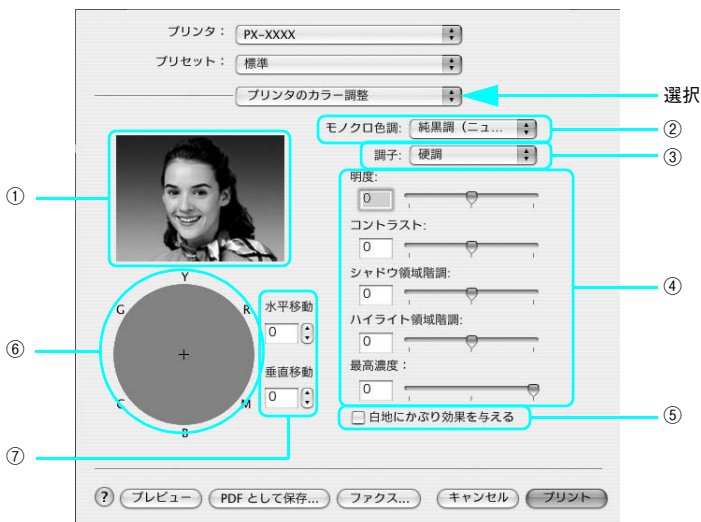 プリンタ： PX-XXXX
プリセット： 標準
プリンタのカラー調整
選択
モノクロ色調: 純黒調（ニュ...
②
調子: 硬調
③
①
明度:
0
コントラスト:
0
シャドウ領域階調:
0
④
ハイライト領域階調:
0
最高濃度：
0
Y
G
R
C
M
B
⑥
水平移動
0
垂直移動
0
⑦
白地にかぶり効果を与える
⑤
? プレビュー PDF として保存... ファクス... キャンセル プリント